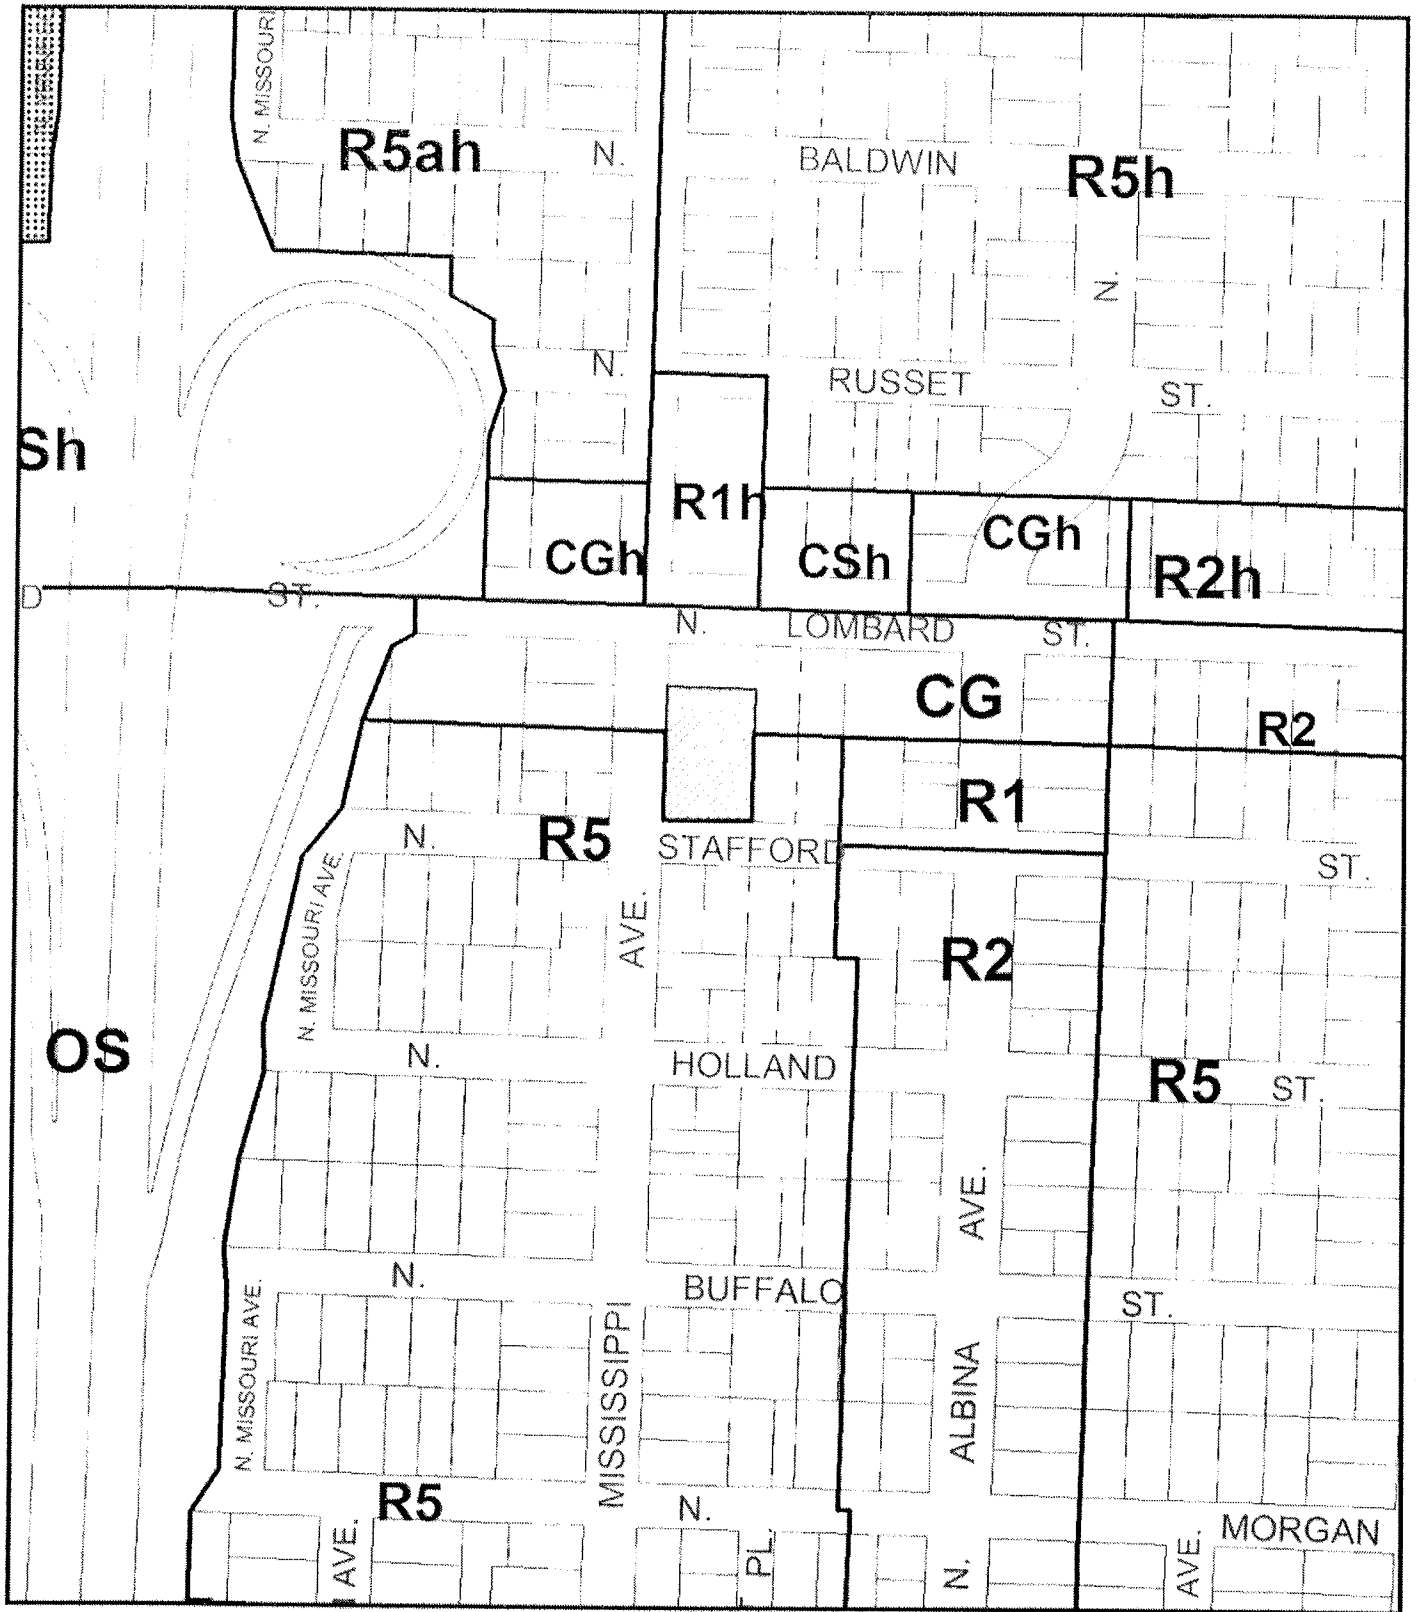 N. MISSOURI
R5ah
N.
BALDWIN
R5h
N.
N.
RUSSET
ST.
Sh
R1h
CGh
CSh
CGh
R2h
D
ST.
N.
LOMBARD
ST.
CG
R2
R1
N.
R5
STAFFORD
ST.
N. MISSOURI AVE.
AVE.
R2
OS
N.
HOLLAND
R5
ST.
AVE.
N.
BUFFALO
ST.
N. MISSOURI AVE.
MISSISSIPPI
ALBINA
R5
N.
MORGAN
AVE.
PL.
N.
AVE.